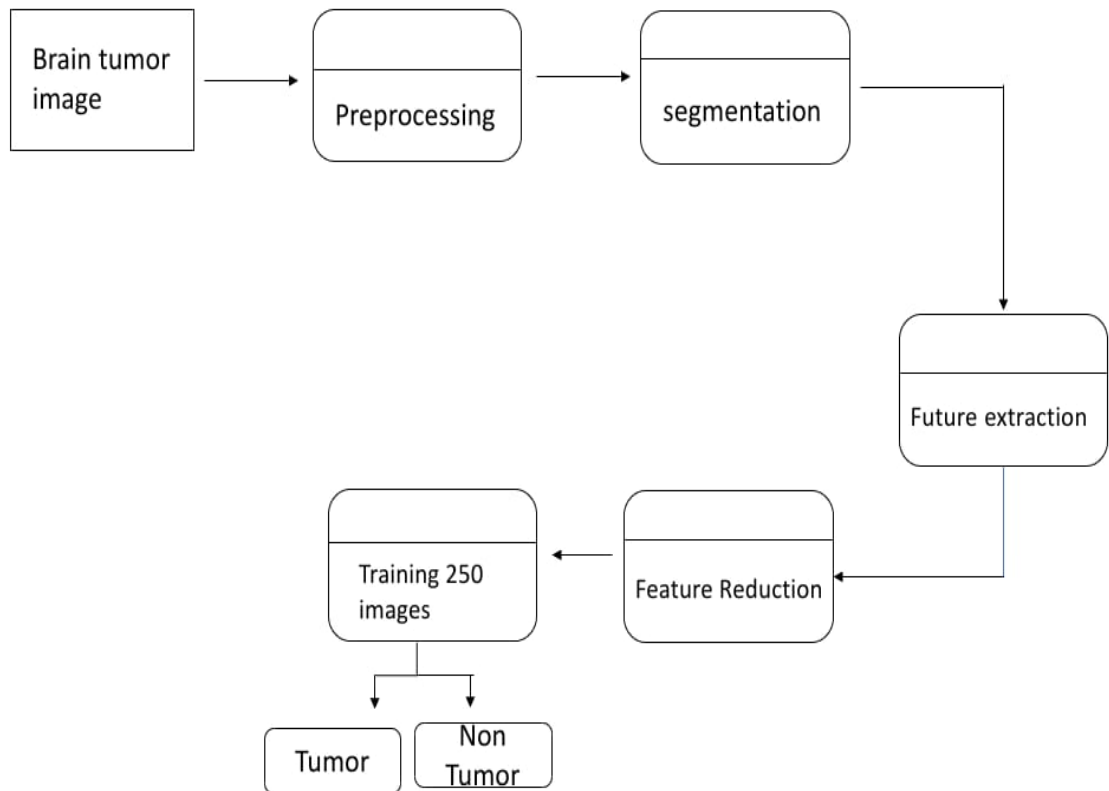 Brain tumor
image
Preprocessing
segmentation
Future extraction
Feature Reduction
Training 250
images
Tumor
Non
Tumor